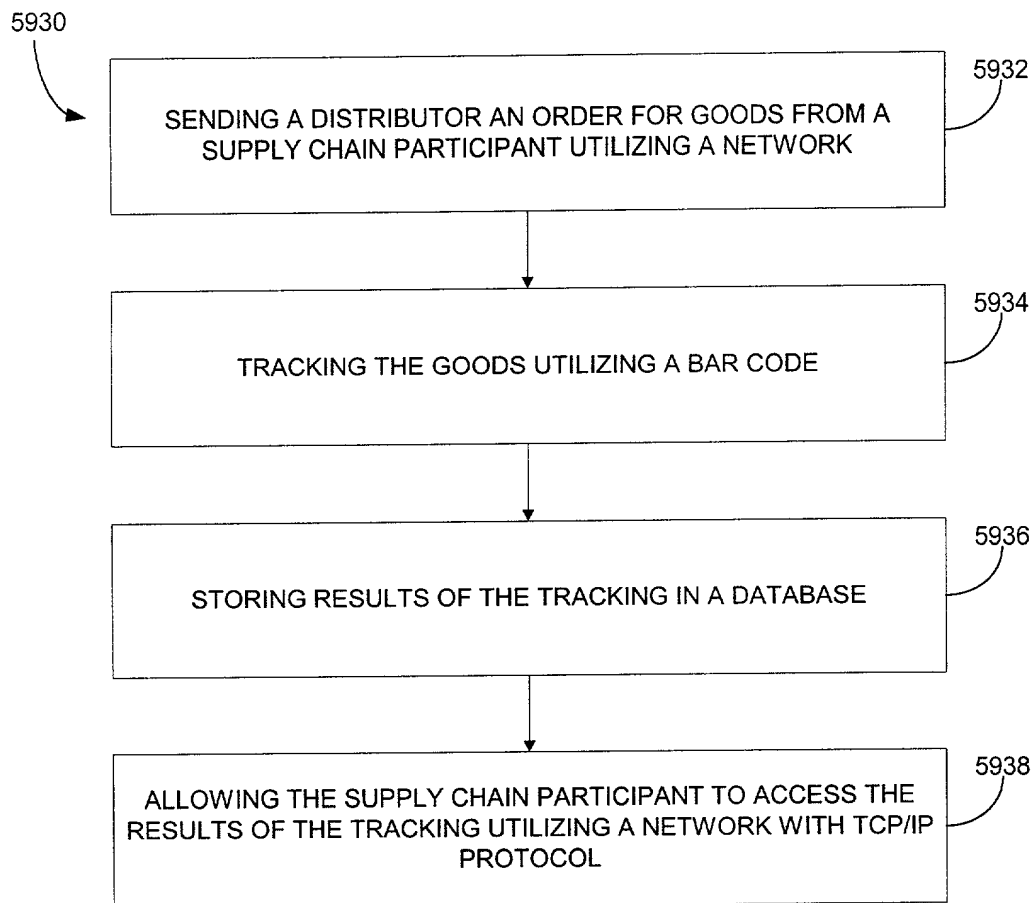 5930
5932
SENDING A DISTRIBUTOR AN ORDER FOR GOODS FROM A
SUPPLY CHAIN PARTICIPANT UTILIZING A NETWORK
5934
TRACKING THE GOODS UTILIZING A BAR CODE
5936
STORING RESULTS OF THE TRACKING IN A DATABASE
5938
ALLOWING THE SUPPLY CHAIN PARTICIPANT TO ACCESS THE
RESULTS OF THE TRACKING UTILIZING A NETWORK WITH TCP/IP
PROTOCOL